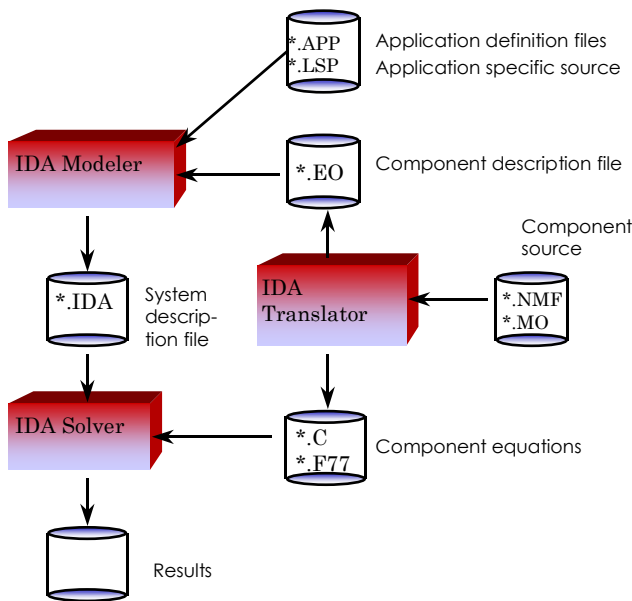 *.APP
*.LSP
Application definition files
Application specific source
IDA Modeler
*.EO
Component description file
Component
source
*.IDA
System
descrip-
tion file
IDA
Translator
*.NMF
*.MO
IDA Solver
*.C
*.F77
Component equations
Results